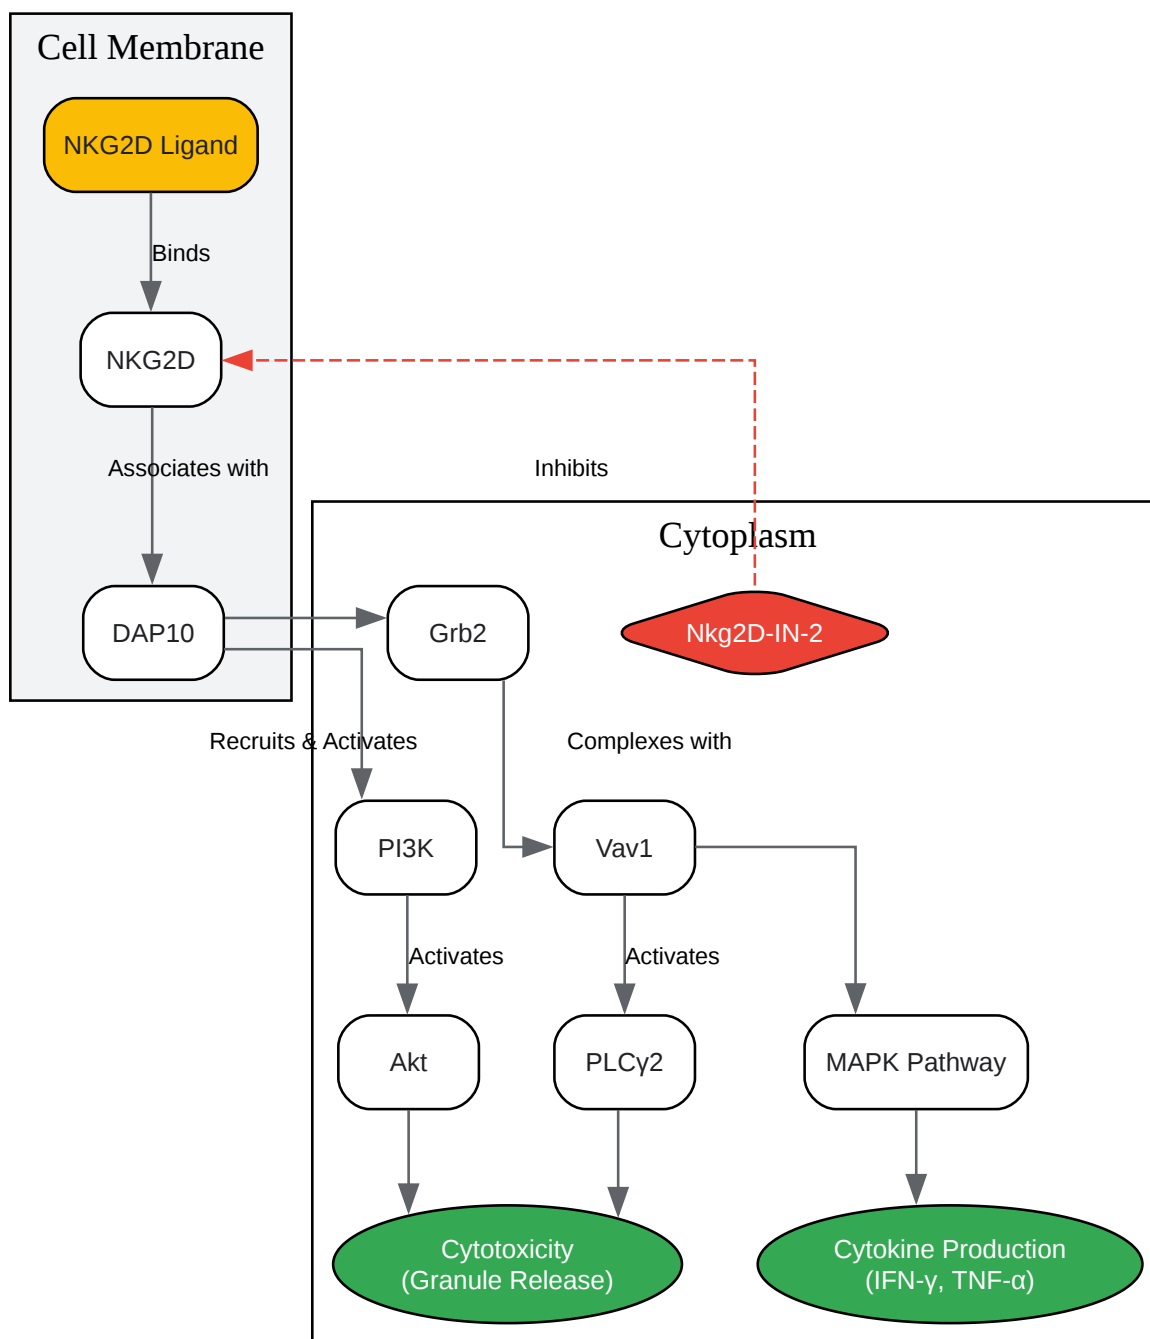 Cell Membrane
NKG2D Ligand
Binds
NKG2D
Associates with
Inhibits
Cytoplasm
DAP10
Grb2
Nkg2D-IN-2
Recruits & Activates
Complexes with
PI3K
Vav1
Activates
Activates
Akt
PLCγ2
MAPK Pathway
Cytotoxicity
(Granule Release)
Cytokine Production
(IFN-γ, TNF-α)